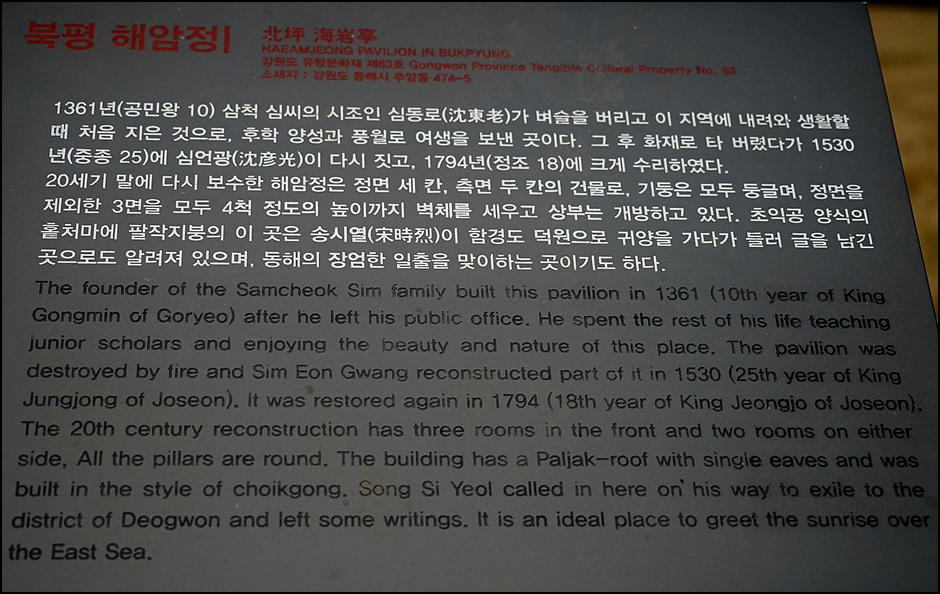 북평 해암정
北坪 海岩亭
HAEAMJEONG PAVILION IN BUKPYUNG
강원도 유형문화재 제63호 Gongwon Province Tangible Cultural Property No. 63
소재지 : 강원도 동해시 추암동 474-5
1361년(공민왕 10) 삼척 심씨의 시조인 심동로(沈東老)가 벼슬을 버리고 이 지역에 내려와 생활할
때 처음 지은 것으로, 후학 양성과 풍월로 여생을 보낸 곳이다. 그 후 화재로 타 버렸다가 1530
년(중종 25)에 심언광(沈彦光)이 다시 짓고, 1794년(정조 18)에 크게 수리하였다.
20세기 말에 다시 보수한 해암정은 정면 세 칸, 측면 두 칸의 건물로, 기둥은 모두 둥글며, 정면을
제외한 3면을 모두 4척 정도의 높이까지 벽체를 세우고 상부는 개방하고 있다. 초익공 양식의
홑처마에 팔작지붕의 이 곳은 송시열(宋時烈)이 함경도 덕원으로 귀양을 가다가 들러 글을 남긴
곳으로도 알려져 있으며, 동해의 장엄한 일출을 맞이하는 곳이기도 하다.
The founder of the Samcheok Sim family built this pavilion in 1361 (10th year of King
Gongmin of Goryeo) after he left his public office. He spent the rest of his life teaching
junior scholars and enjoying the beauty and nature of this place. The pavilion was
destroyed by fire and Sim Eon Gwang reconstructed part of it in 1530 (25th year of King
Jungjong of Joseon). It was restored again in 1794 (18th year of King Jeongjo of Joseon).
The 20th century reconstruction has three rooms in the front and two rooms on either
side, All the pillars are round. The building has a Paljak-roof with single eaves and was
built in the style of choikgong. Song Si Yeol called in here on his way to exile to the
district of Deogwon and left some writings. It is an ideal place to greet the sunrise over
the East Sea.